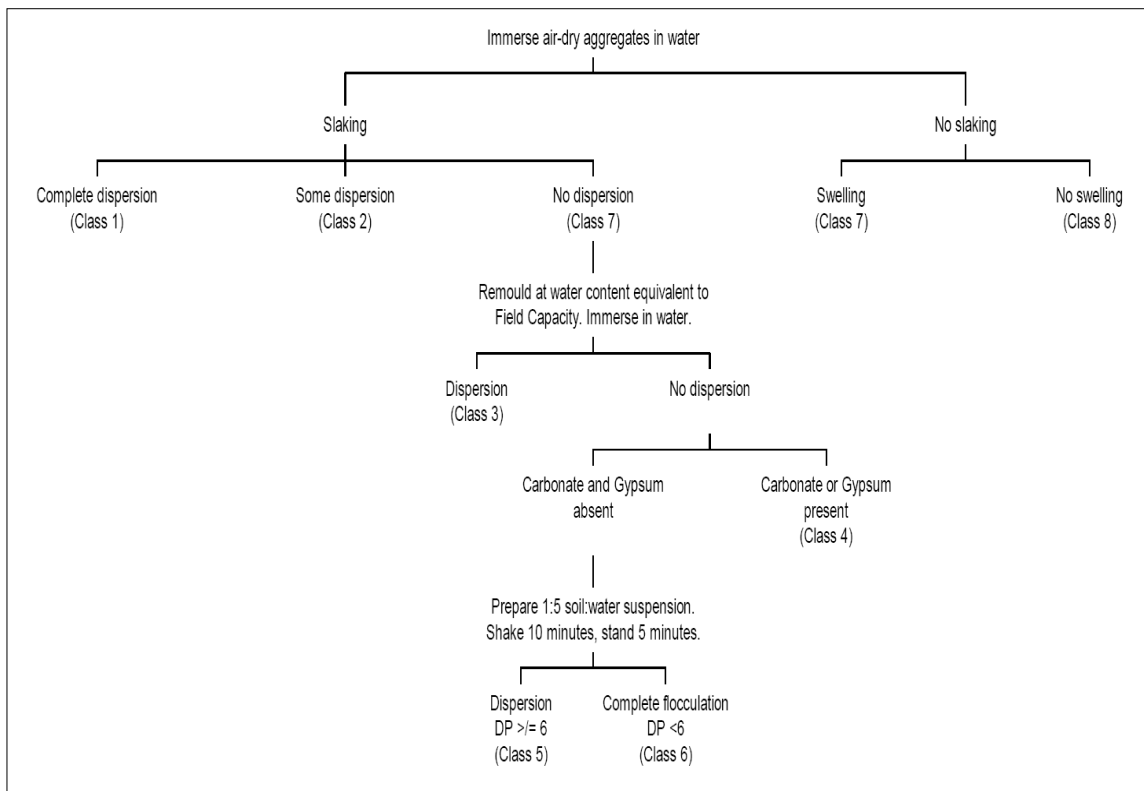 Immerse air-dry aggregates in water
Slaking
No slaking
Complete dispersion
(Class 1)
Some dispersion
(Class 2)
No dispersion
(Class 7)
Swelling
(Class 7)
No swelling
(Class 8)
Remould at water content equivalent to
Field Capacity. Immerse in water.
Dispersion
(Class 3)
No dispersion
Carbonate and Gypsum
absent
Carbonate or Gypsum
present
(Class 4)
Prepare 1:5 soil:water suspension.
Shake 10 minutes, stand 5 minutes.
Dispersion
DP >/= 6
(Class 5)
Complete flocculation
DP <6
(Class 6)